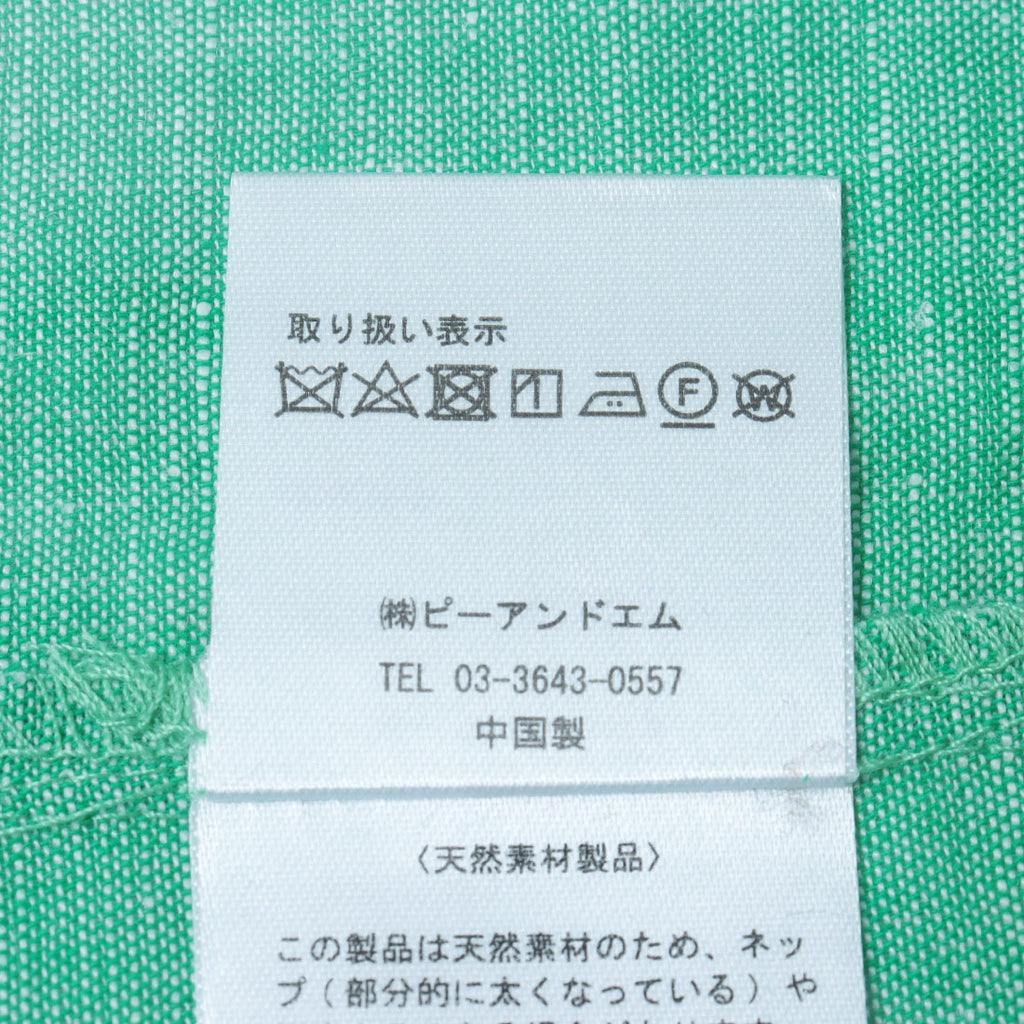 取り扱い表示
F W
㈱ピーアンドエム
TEL 03-3643-0557
中国製
〈天然素材製品〉
この製品は天然素材のため、ネッ
プ(部分的に太くなっている)や